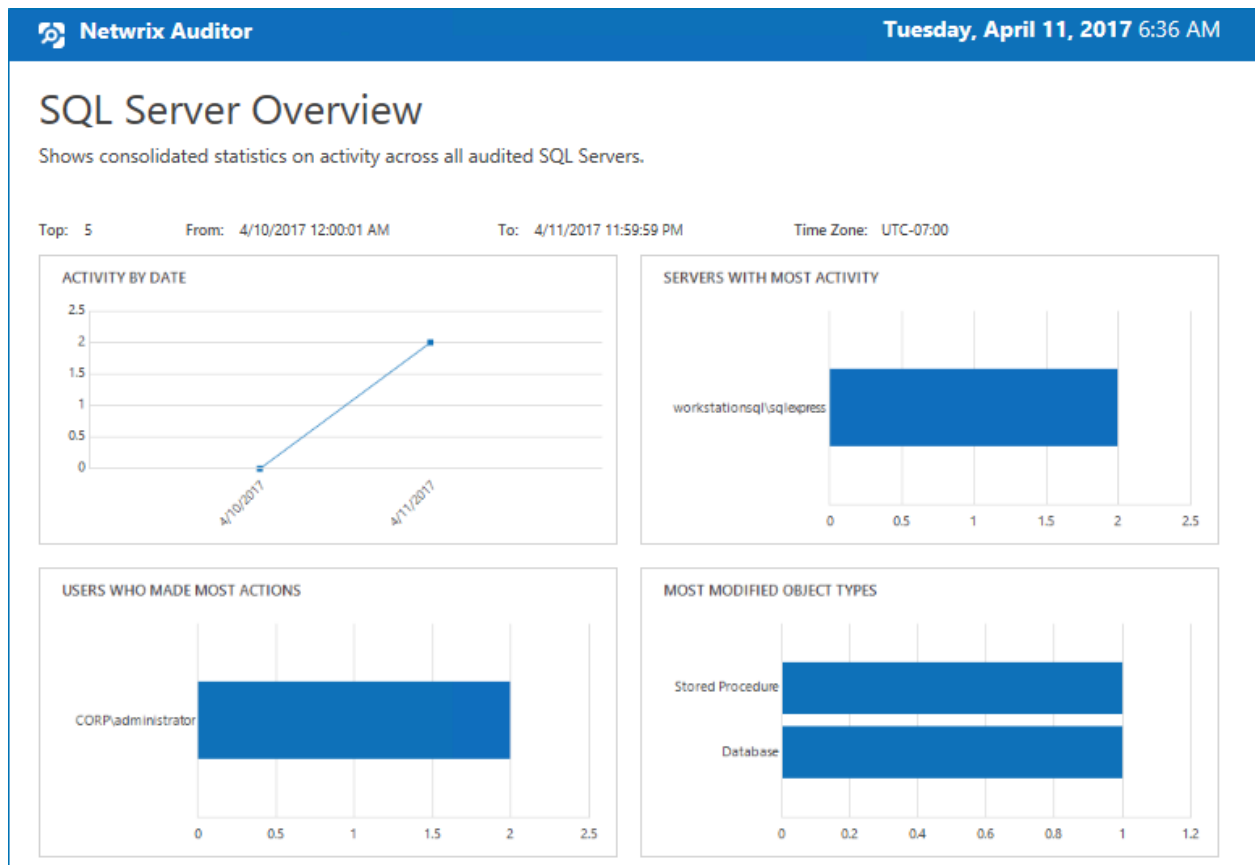 Netwrix Auditor
Tuesday, April 11, 2017 6:36 AM
SQL Server Overview
Shows consolidated statistics on activity across all audited SQL Servers.
Top: 5 From: 4/10/2017 12:00:01 AM To: 4/11/2017 11:59:59 PM Time Zone: UTC-07:00
ACTIVITY BY DATE
2.5
2
1.5
1
0.5
0
4/10/2017
4/11/2017
SERVERS WITH MOST ACTIVITY
workstationsql\sqlexpress
0 0.5 1 1.5 2 2.5
USERS WHO MADE MOST ACTIONS
CORP\administrator
0 0.5 1 1.5 2 2.5
MOST MODIFIED OBJECT TYPES
Stored Procedure
Database
0 0.2 0.4 0.6 0.8 1 1.2